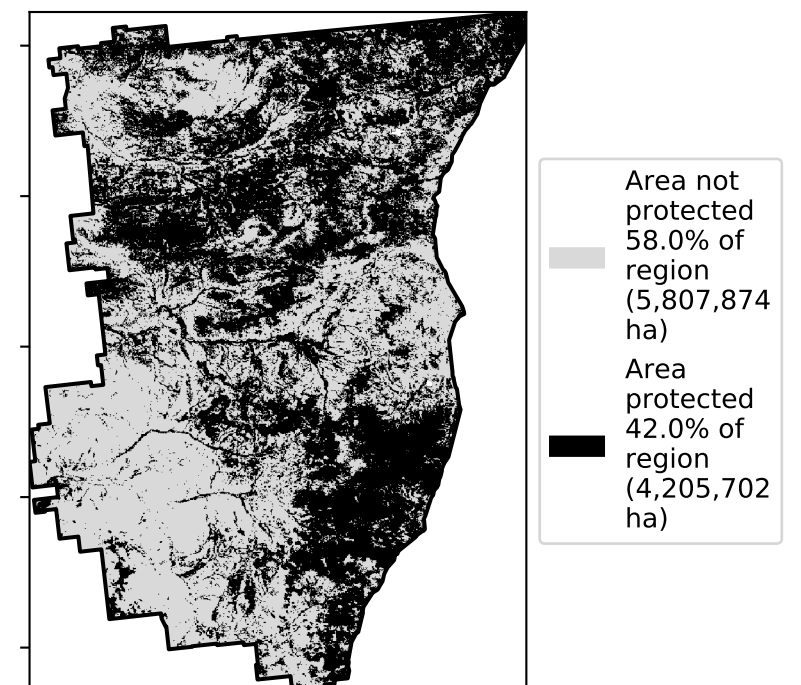 Area not
protected
58.0% of
region
(5,807,874
ha)
Area
protected
42.0% of
region
(4,205,702
ha)